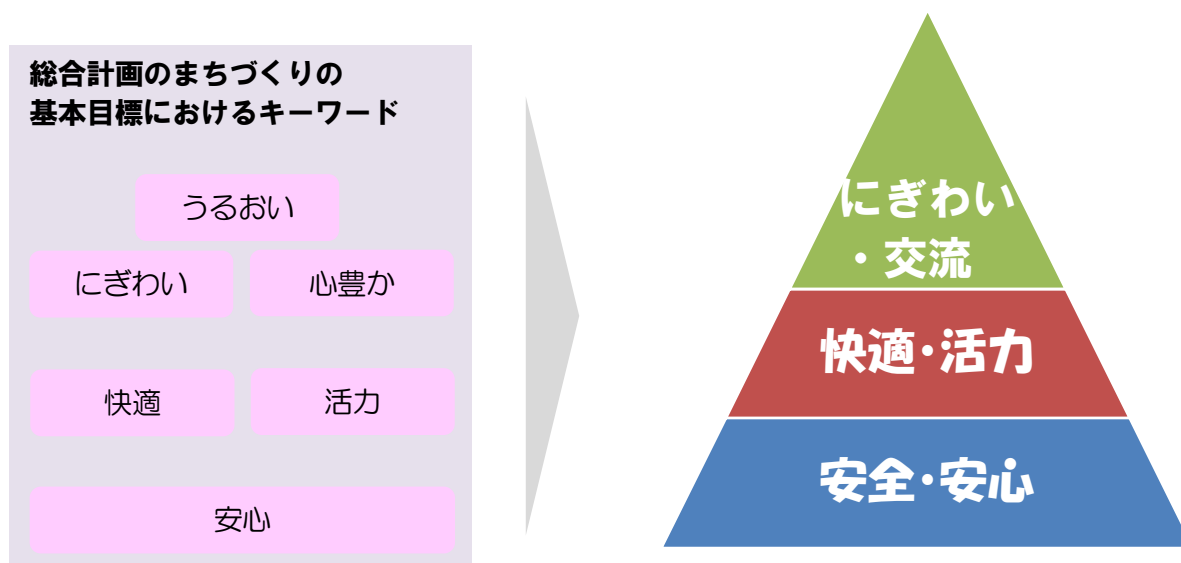 総合計画のまちづくりの
基本目標におけるキーワード
うるおい
にぎわい
心豊か
快適
活力
安心
にぎわい
・交流
快適・活力
安全・安心